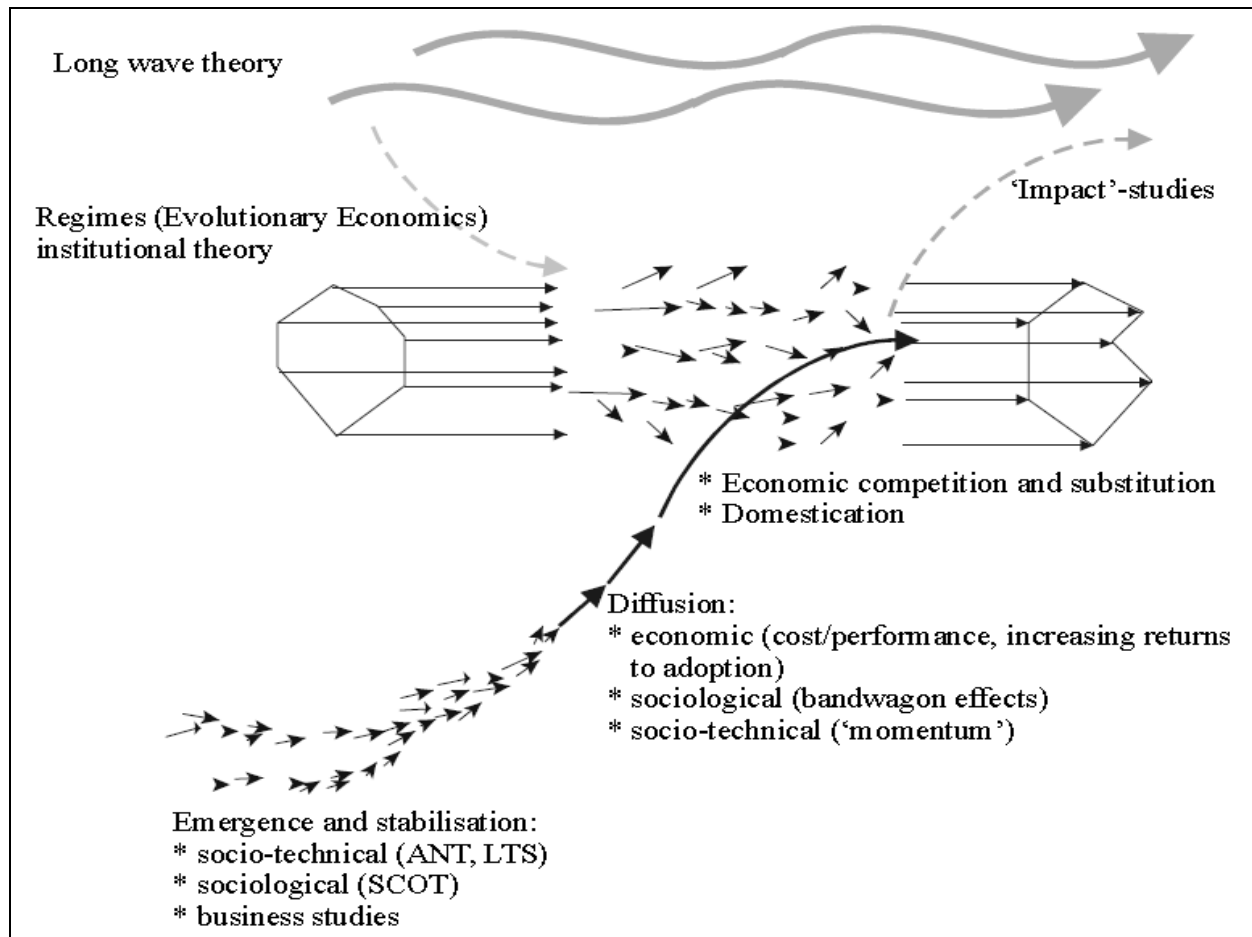 Long wave theory
‘Impact’-studies
Regimes (Evolutionary Economics)
institutional theory
* Economic competition and substitution
* Domestication
Diffusion:
* economic (cost/performance, increasing returns
to adoption)
* sociological (bandwagon effects)
* socio-technical (‘momentum’)
Emergence and stabilisation:
* socio-technical (ANT, LTS)
* sociological (SCOT)
* business studies